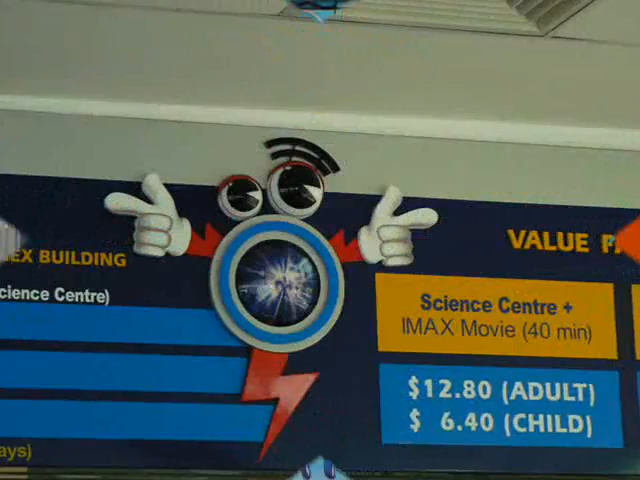 EX BUILDING
cience Centre)
ays)
VALUE
Science Centre +
IMAX Movie (40 min)
$12.80 (ADULT)
$ 6.40 (CHILD)